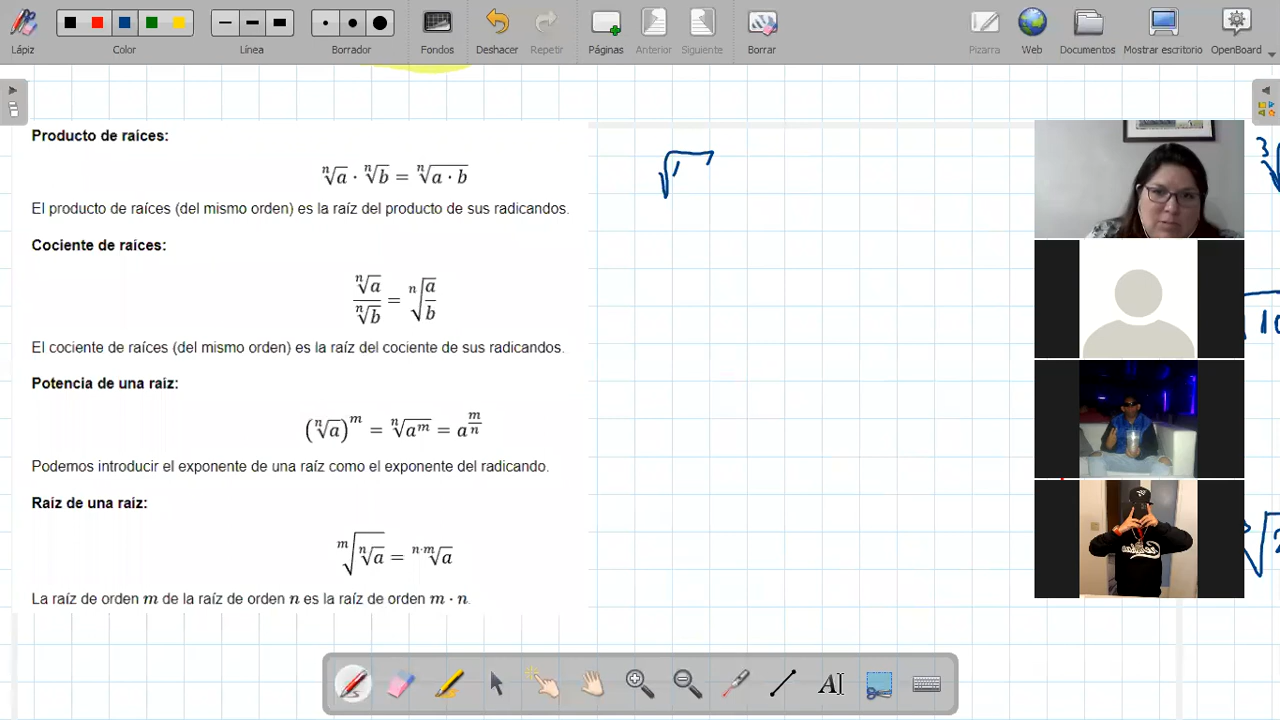 Lápiz
Color
Línea
Borrador
Fondos
Deshacer
Repetir
Páginas
Anterior
Siguiente
Borrar
Pizarra
Web
Documentos
Mostrar escritorio
OpenBoard
Producto de raíces:
ⁿ√a · ⁿ√b = ⁿ√(a · b)
El producto de raíces (del mismo orden) es la raíz del producto de sus radicandos.
Cociente de raíces:
ⁿ√a / ⁿ√b = ⁿ√(a/b)
El cociente de raíces (del mismo orden) es la raíz del cociente de sus radicandos.
Potencia de una raíz:
(ⁿ√a)^m = ⁿ√(a^m) = a^(m/n)
Podemos introducir el exponente de una raíz como el exponente del radicando.
Raíz de una raíz:
ᵐ√(ⁿ√a) = ⁿ·ᵐ√a
La raíz de orden m de la raíz de orden n es la raíz de orden m · n.
3√
10